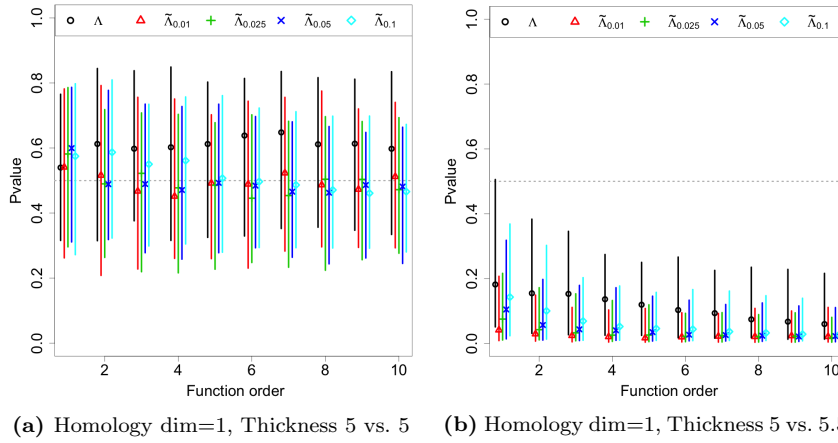 Λ Λ̃0.01 Λ̃0.025 Λ̃0.05 Λ̃0.1
Pvalue
1.0
0.8
0.6
0.4
0.2
0.0
2 4 6 8 10
Function order
(a) Homology dim=1, Thickness 5 vs. 5
Λ Λ̃0.01 Λ̃0.025 Λ̃0.05 Λ̃0.1
Pvalue
1.0
0.8
0.6
0.4
0.2
0.0
2 4 6 8 10
Function order
(b) Homology dim=1, Thickness 5 vs. 5.